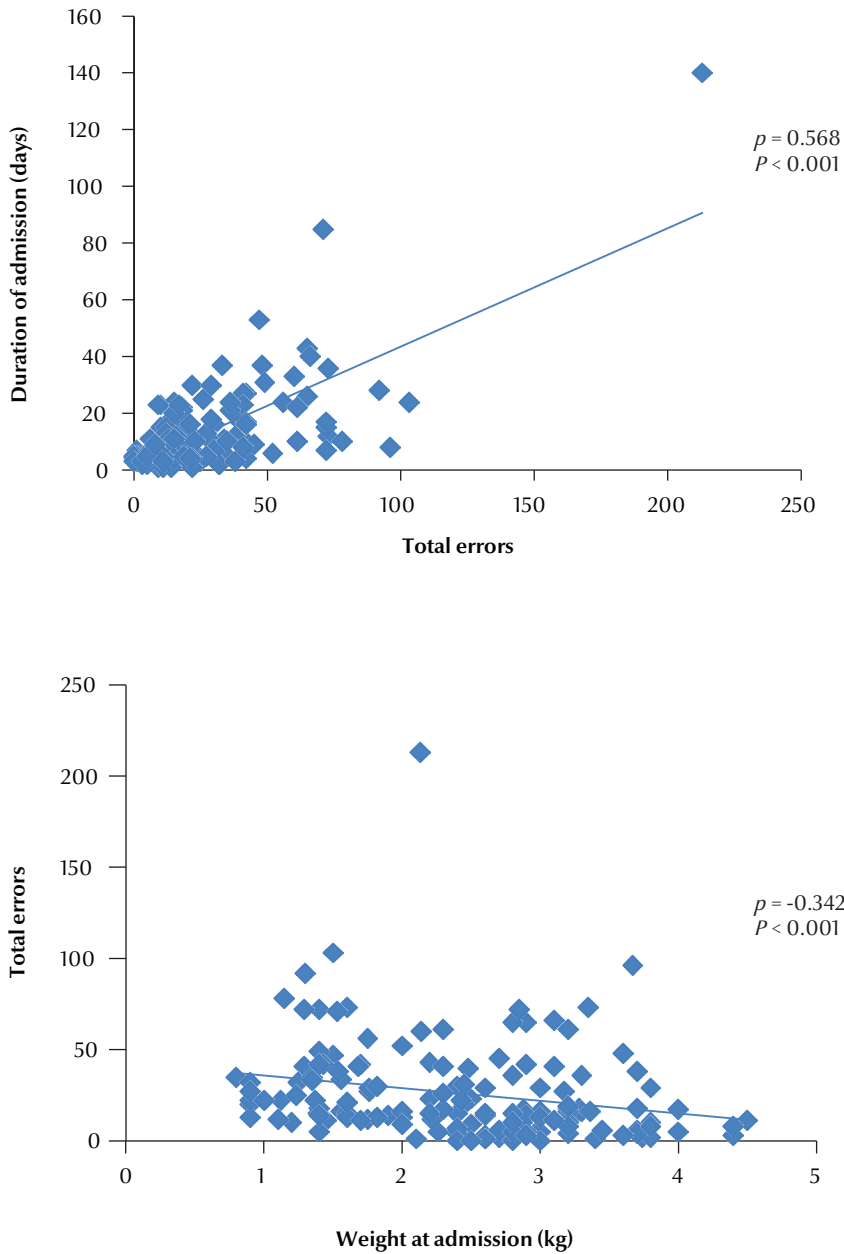 160
140
120
100
80
60
40
20
0
Duration of admission (days)
p = 0.568
P < 0.001
0 50 100 150 200 250
Total errors
250
200
150
100
50
0
Total errors
p = -0.342
P < 0.001
0 1 2 3 4 5
Weight at admission (kg)